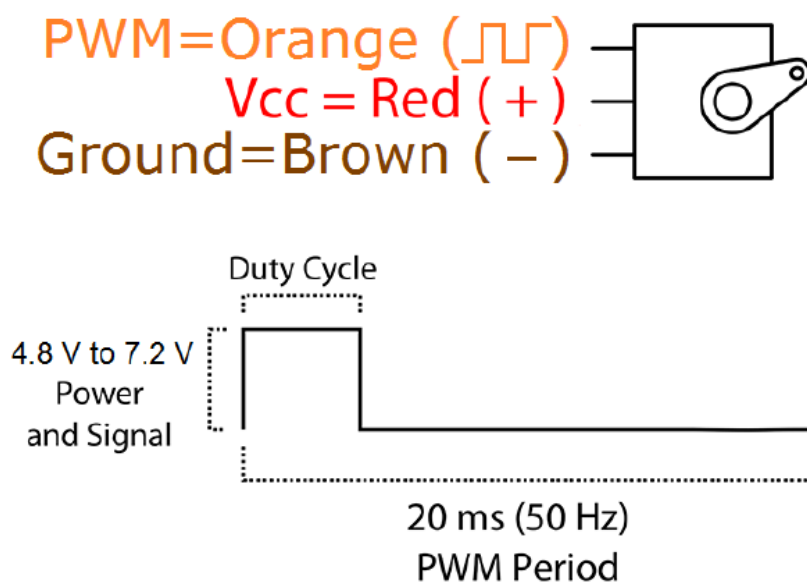 PWM=Orange (⎍⎍)
Vcc = Red ( + )
Ground=Brown ( – )
Duty Cycle
4.8 V to 7.2 V
Power
and Signal
20 ms (50 Hz)
PWM Period